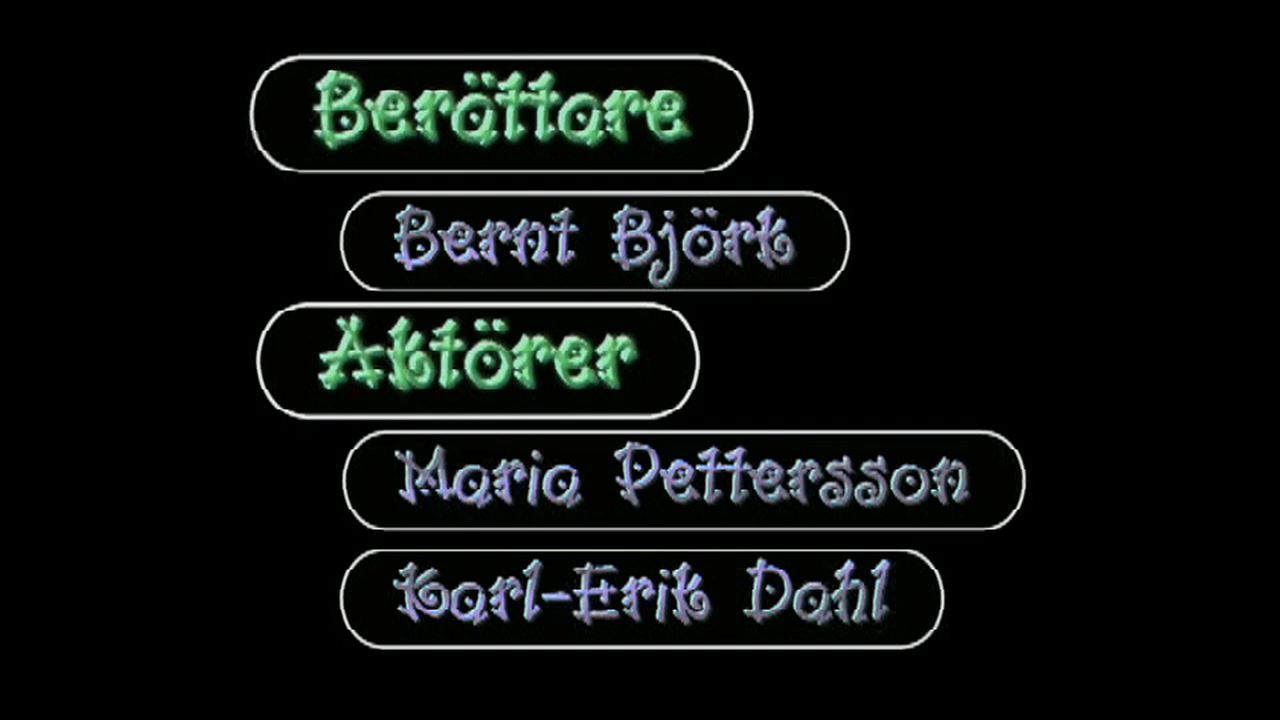 Berättare
Bernt Björk
Aktörer
Maria Pettersson
Karl-Erik Dahl